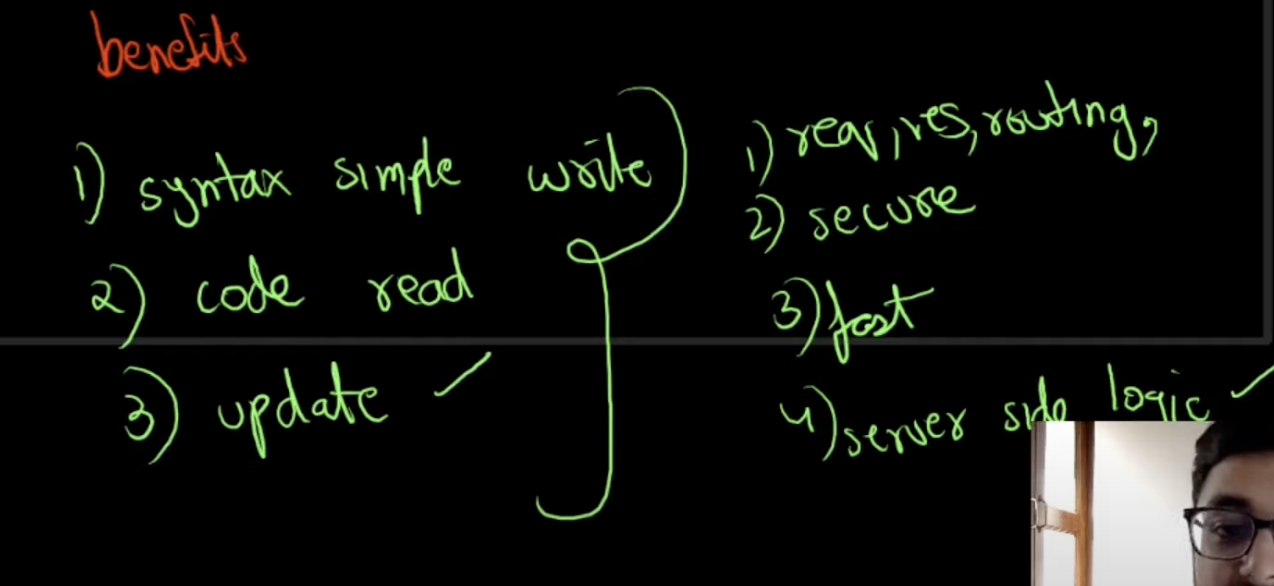 benefits
1) syntax simple write
2) code read
3) update
1) req, res, routing,
2) secure
3) fast
4) server side logic